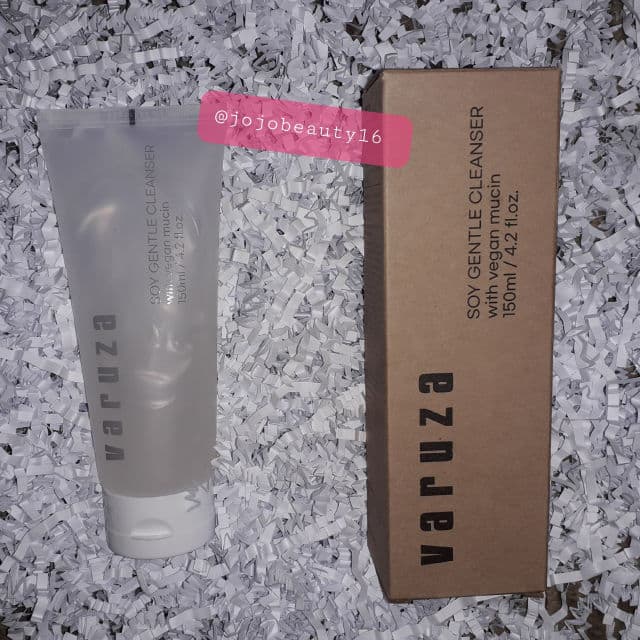 @jojobeauty16
varuza
SOY GENTLE CLEANSER
with vegan mucin
150ml / 4.2 fl.oz
varuza
SOY GENTLE CLEANSER
with vegan mucin
150ml / 4.2 fl.oz.